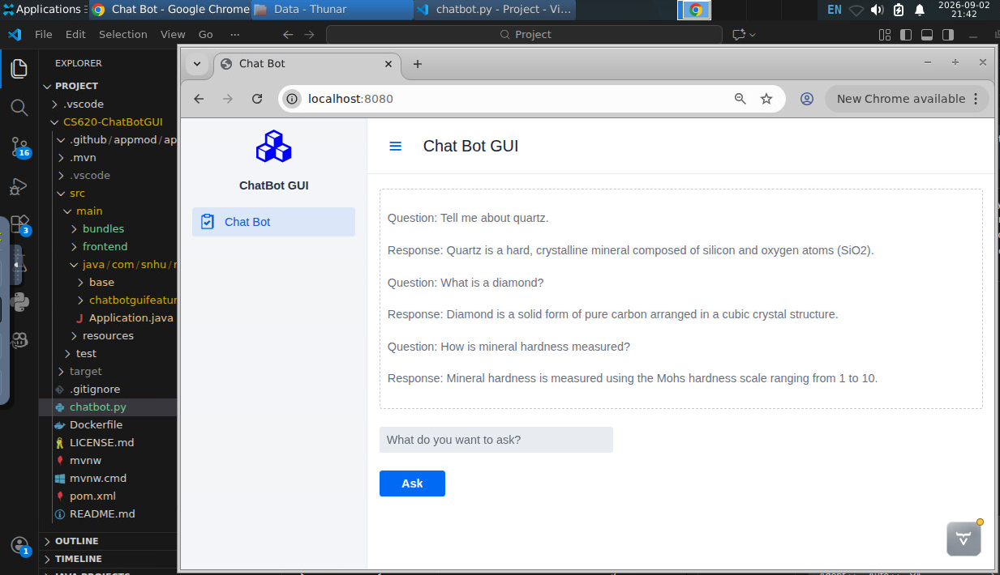 Applications
Chat Bot - Google Chrome
Data - Thunar
chatbot.py - Project - Vi...
EN
2026-09-02
21:42
File Edit Selection View Go ...
Project
EXPLORER
PROJECT
.vscode
CS620-ChatBotGUI
.github/appmod/ap
.mvn
.vscode
src
main
bundles
frontend
java/com/snhu/
base
chatbotguifeatur
Application.java
resources
test
target
.gitignore
chatbot.py
Dockerfile
LICENSE.md
mvnw
mvnw.cmd
pom.xml
README.md
OUTLINE
TIMELINE
16
3
1
Chat Bot
localhost:8080
New Chrome available
ChatBot GUI
Chat Bot
Chat Bot GUI
Question: Tell me about quartz.
Response: Quartz is a hard, crystalline mineral composed of silicon and oxygen atoms (SiO2).
Question: What is a diamond?
Response: Diamond is a solid form of pure carbon arranged in a cubic crystal structure.
Question: How is mineral hardness measured?
Response: Mineral hardness is measured using the Mohs hardness scale ranging from 1 to 10.
What do you want to ask?
Ask